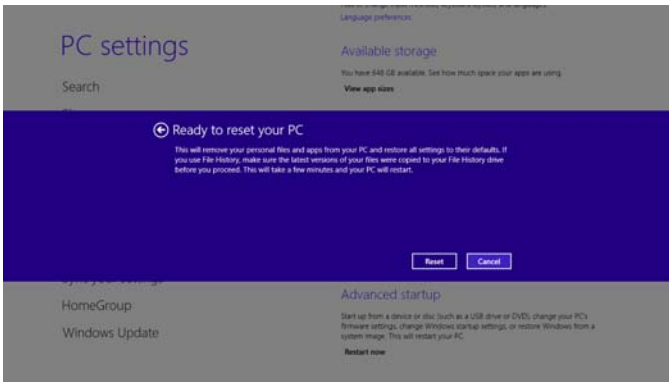 Language preferences
PC settings
Available storage
You have 648 GB available. See how much space your apps are using.
Search
View app sizes
Ready to reset your PC
This will remove your personal files and apps from your PC and restore all settings to their defaults. If
you use File History, make sure the latest versions of your files were copied to your File History drive
before you proceed. This will take a few minutes and your PC will restart.
Reset
Cancel
HomeGroup
Windows Update
Advanced startup
Start up from a device or disc (such as a USB drive or DVD), change your PC's
firmware settings, change Windows startup settings, or restore Windows from a
system image. This will restart your PC.
Restart now